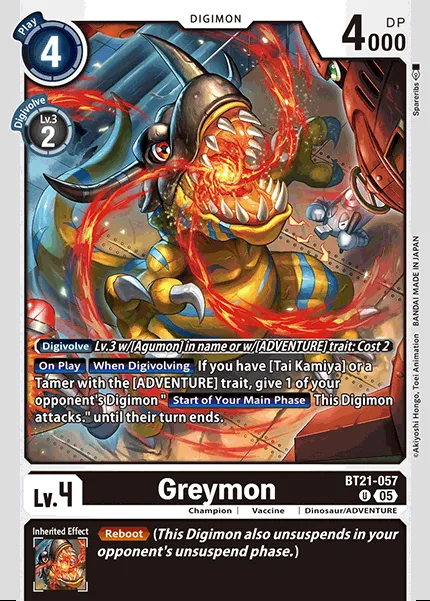 DIGIMON
Play
4
DP
4000
Digivolve
Lv.3
2
Spareribs
Digivolve Lv.3 w/[Agumon] in name or w/[ADVENTURE] trait: Cost 2
On Play When Digivolving If you have [Tai Kamiya] or a
Tamer with the [ADVENTURE] trait, give 1 of your
opponent's Digimon " Start of Your Main Phase This Digimon
attacks." until their turn ends.
©Akiyoshi Hongo, Toei Animation BANDAI MADE IN JAPAN
Lv.4
Greymon
BT21-057
U 05
Champion | Vaccine | Dinosaur/ADVENTURE
Inherited Effect
Reboot (This Digimon also unsuspends in your
opponent's unsuspend phase.)